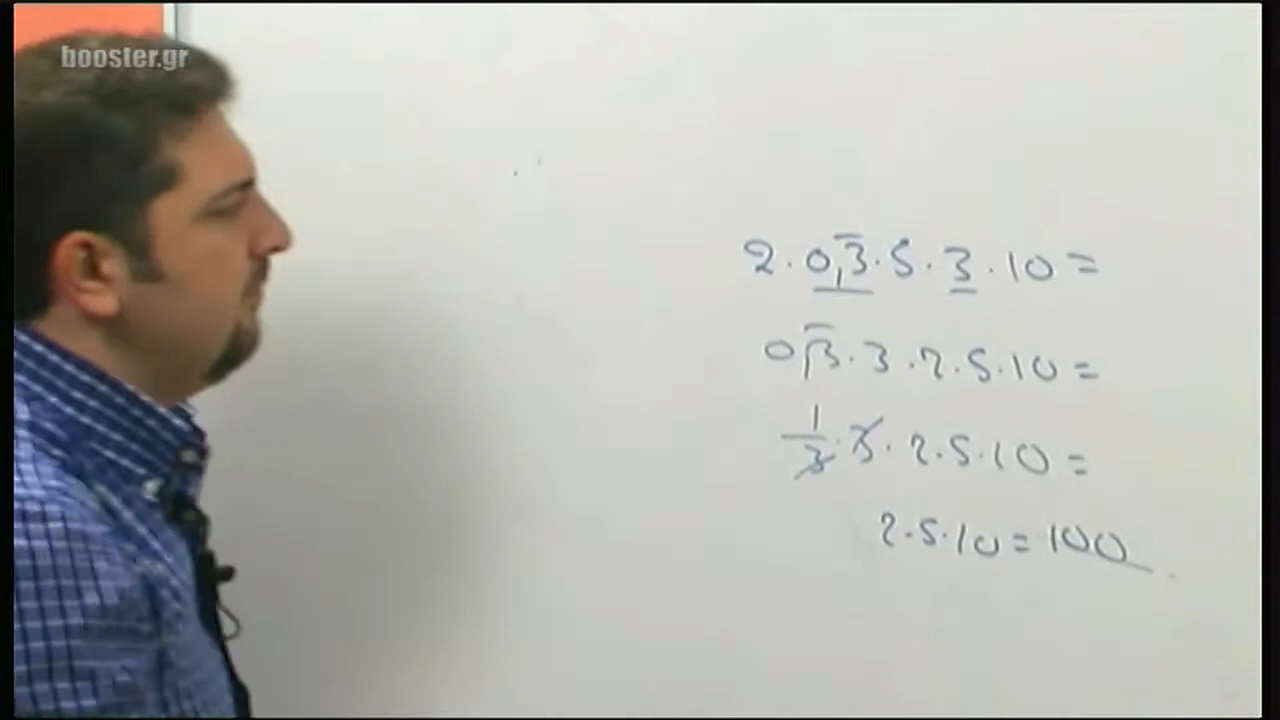 booster.gr
2 · 0,3̅ · 5 · 3 · 10 =
0,3̅ · 3 · 2 · 5 · 10 =
1/3 · 3 · 2 · 5 · 10 =
2 · 5 · 10 = 100